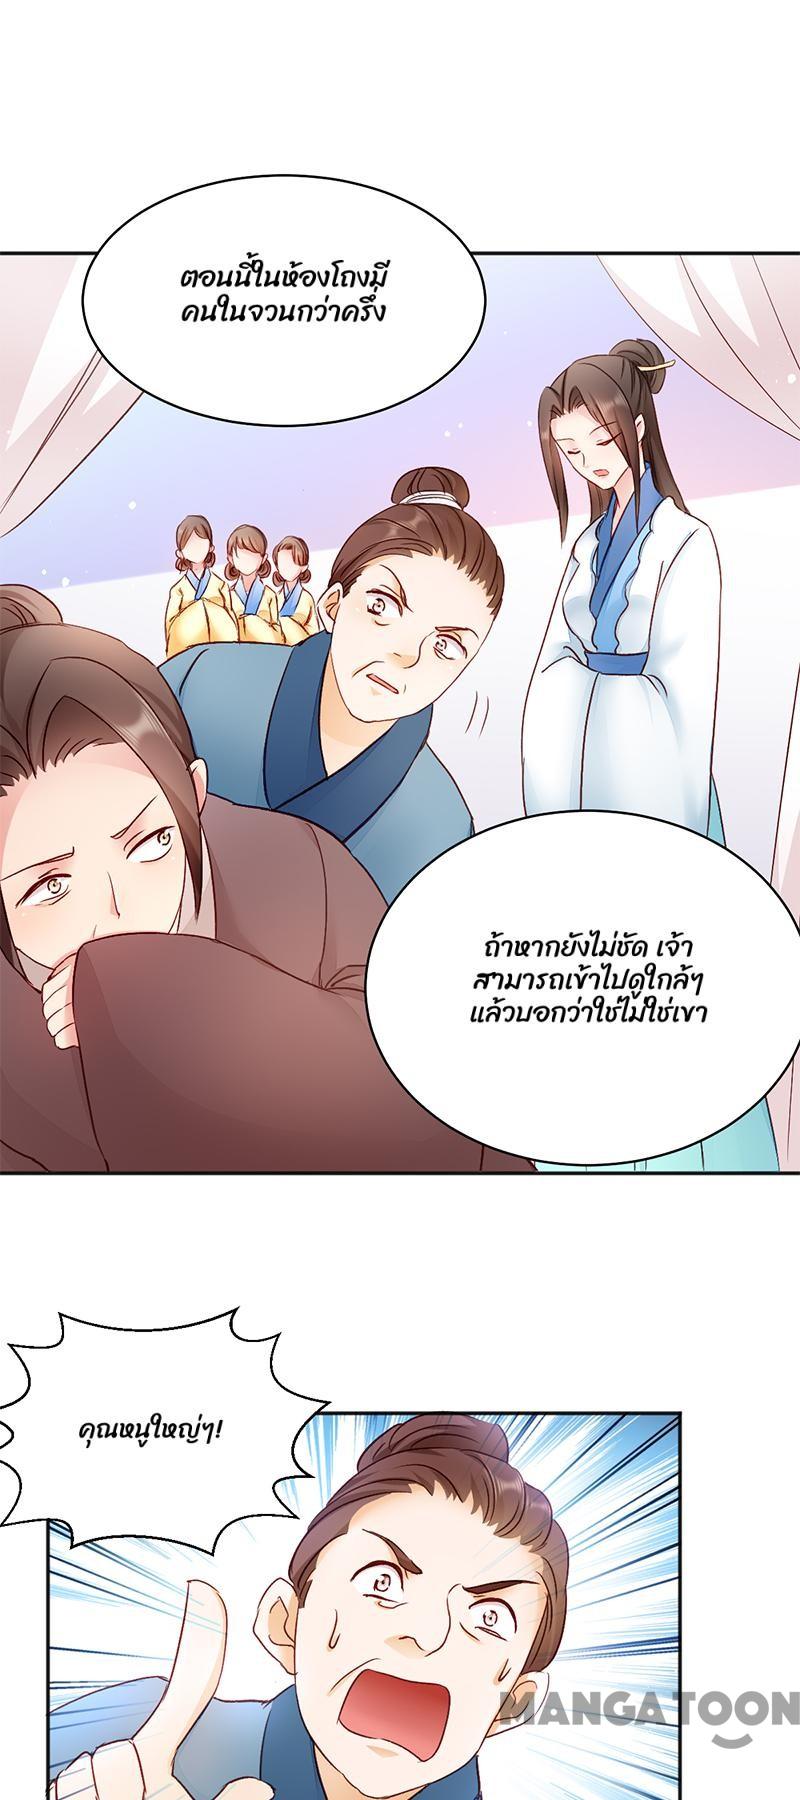 ตอนนี้ในห้องโถงมี
คนในจวนกว่าครึ่ง
ถ้าหากยังไม่ชัด เจ้า
สามารถเข้าไปดูใกล้ๆ
แล้วบอกว่าใช่ไม่ใช่เขา
คุณหนูใหญ่ๆ!
MANGATOON